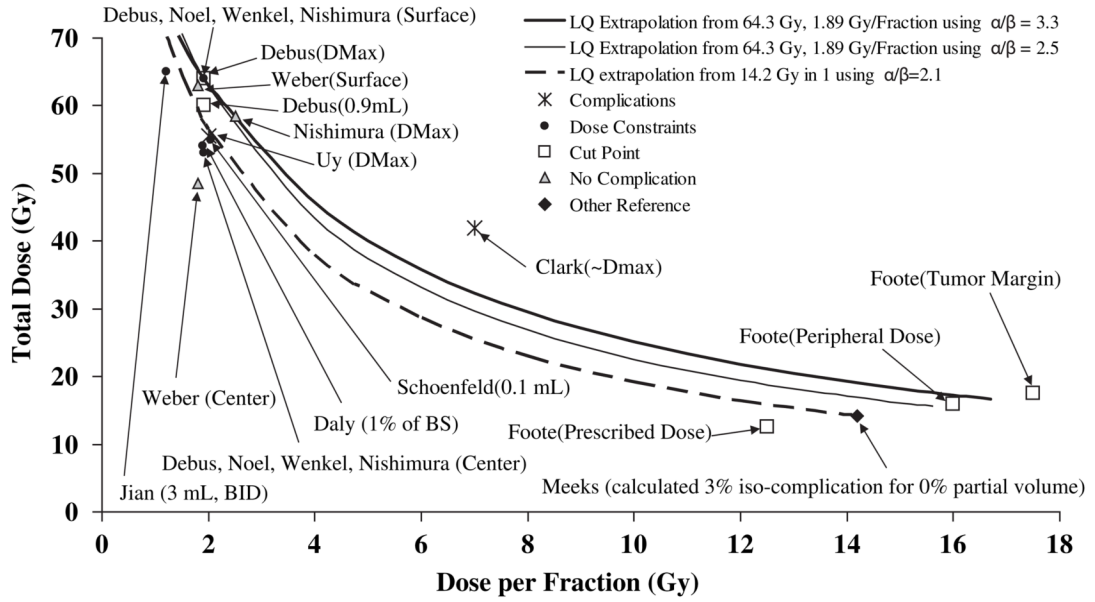 Debus, Noel, Wenkel, Nishimura (Surface)
LQ Extrapolation from 64.3 Gy, 1.89 Gy/Fraction using α/β = 3.3
LQ Extrapolation from 64.3 Gy, 1.89 Gy/Fraction using α/β = 2.5
LQ extrapolation from 14.2 Gy in 1 using α/β=2.1
Complications
Dose Constraints
Cut Point
No Complication
Other Reference
Debus(DMax)
Weber(Surface)
Debus(0.9mL)
Nishimura (DMax)
Uy (DMax)
Clark(~Dmax)
Foote(Tumor Margin)
Foote(Peripheral Dose)
Schoenfeld(0.1 mL)
Weber (Center)
Daly (1% of BS)
Foote(Prescribed Dose)
Debus, Noel, Wenkel, Nishimura (Center)
Jian (3 mL, BID)
Meeks (calculated 3% iso-complication for 0% partial volume)
Total Dose (Gy)
70
60
50
40
30
20
10
0
0 2 4 6 8 10 12 14 16 18
Dose per Fraction (Gy)